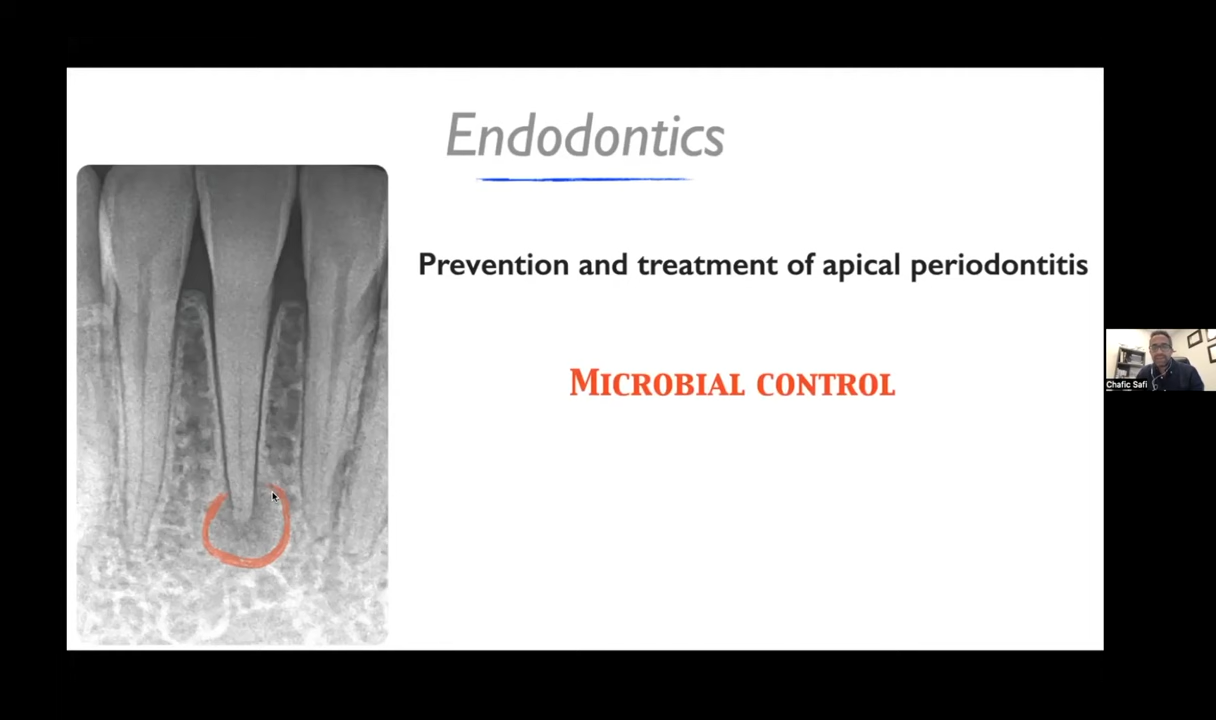 Endodontics
Prevention and treatment of apical periodontitis
Microbial control
Chafic Safi